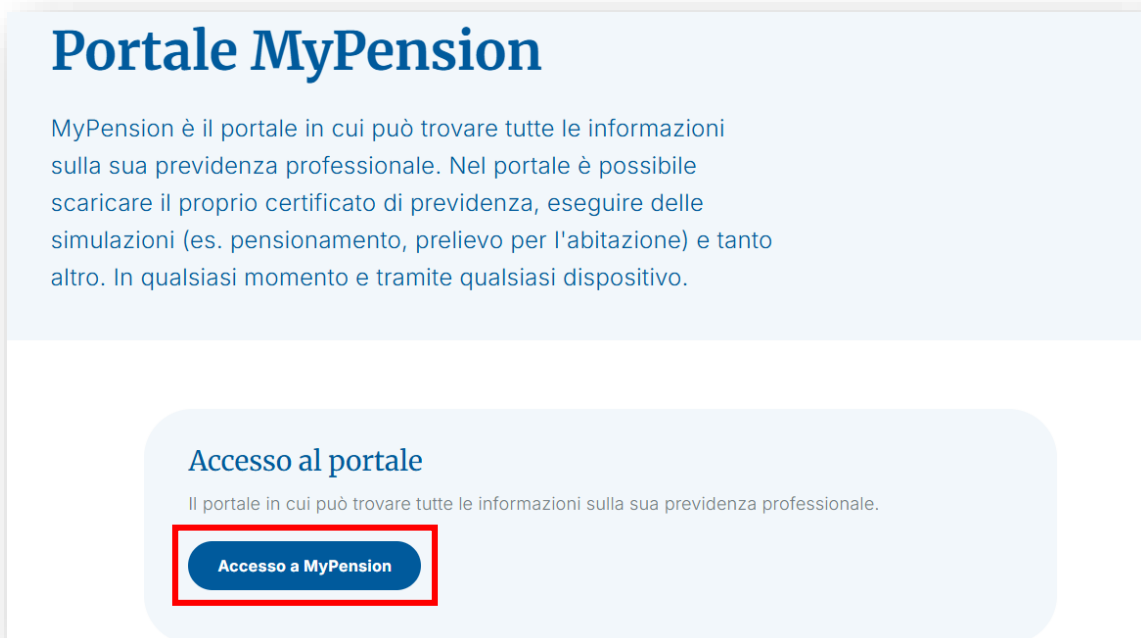 Portale MyPension
MyPension è il portale in cui può trovare tutte le informazioni
sulla sua previdenza professionale. Nel portale è possibile
scaricare il proprio certificato di previdenza, eseguire delle
simulazioni (es. pensionamento, prelievo per l'abitazione) e tanto
altro. In qualsiasi momento e tramite qualsiasi dispositivo.
Accesso al portale
Il portale in cui può trovare tutte le informazioni sulla sua previdenza professionale.
Accesso a MyPension